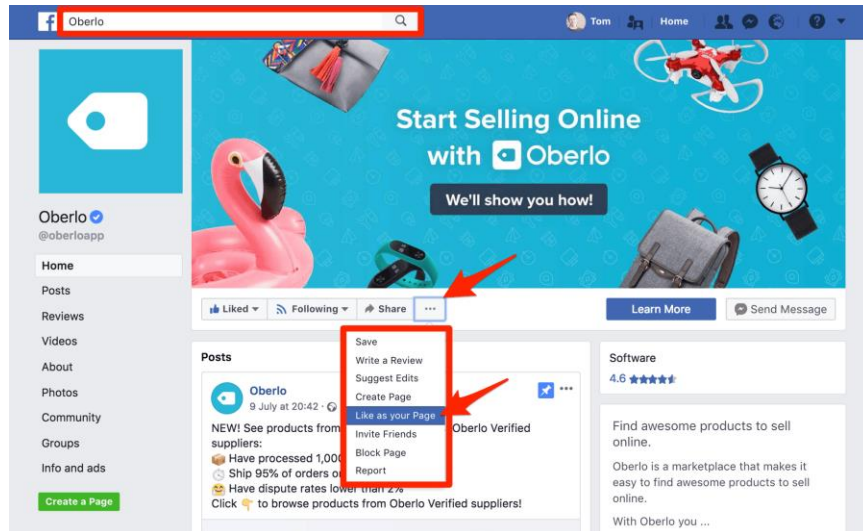 Oberlo
Tom
Home
Start Selling Online
with Oberlo
We'll show you how!
Oberlo
@oberloapp
Home
Posts
Reviews
Videos
About
Photos
Community
Groups
Info and ads
Create a Page
Liked
Following
Share
Learn More
Send Message
Save
Write a Review
Suggest Edits
Create Page
Like as your Page
Invite Friends
Block Page
Report
Posts
Oberlo
9 July at 20:42
NEW! See products from Oberlo Verified
suppliers:
📦 Have processed 1,000
Ship 95% of orders
Have dispute rates lower than 2%
Click 👇 to browse products from Oberlo Verified suppliers!
Software
4.6 ★★★★★
Find awesome products to sell
online.
Oberlo is a marketplace that makes it
easy to find awesome products to sell
online.
With Oberlo you ...